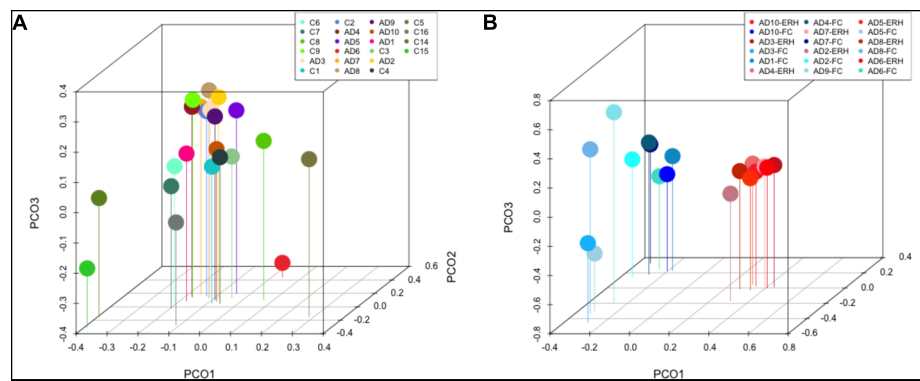 A
C6 C2 AD9 C5
C7 AD4 AD10 C16
C8 AD5 AD1 C14
C9 AD6 C3 C15
AD3 AD7 AD2
C1 AD8 C4
PCO3
0.4
0.3
0.2
0.1
0.0
-0.1
-0.2
-0.3
-0.4
-0.4 -0.3 -0.2 -0.1 0.0 0.1 0.2 0.3 0.4
PCO1
-0.4
-0.2
0.0
0.2
0.4
0.6
PCO2
B
AD10-ERH AD4-FC AD5-ERH
AD10-FC AD7-ERH AD5-FC
AD3-ERH AD7-FC AD8-ERH
AD3-FC AD2-ERH AD8-FC
AD1-FC AD2-FC AD6-ERH
AD4-ERH AD9-FC AD6-FC
PCO3
0.8
0.6
0.4
0.2
0.0
-0.2
-0.4
-0.6
-0.8
-0.4 -0.2 0.0 0.2 0.4 0.6 0.8
PCO1
-0.6
-0.4
-0.2
0.0
0.2
0.4